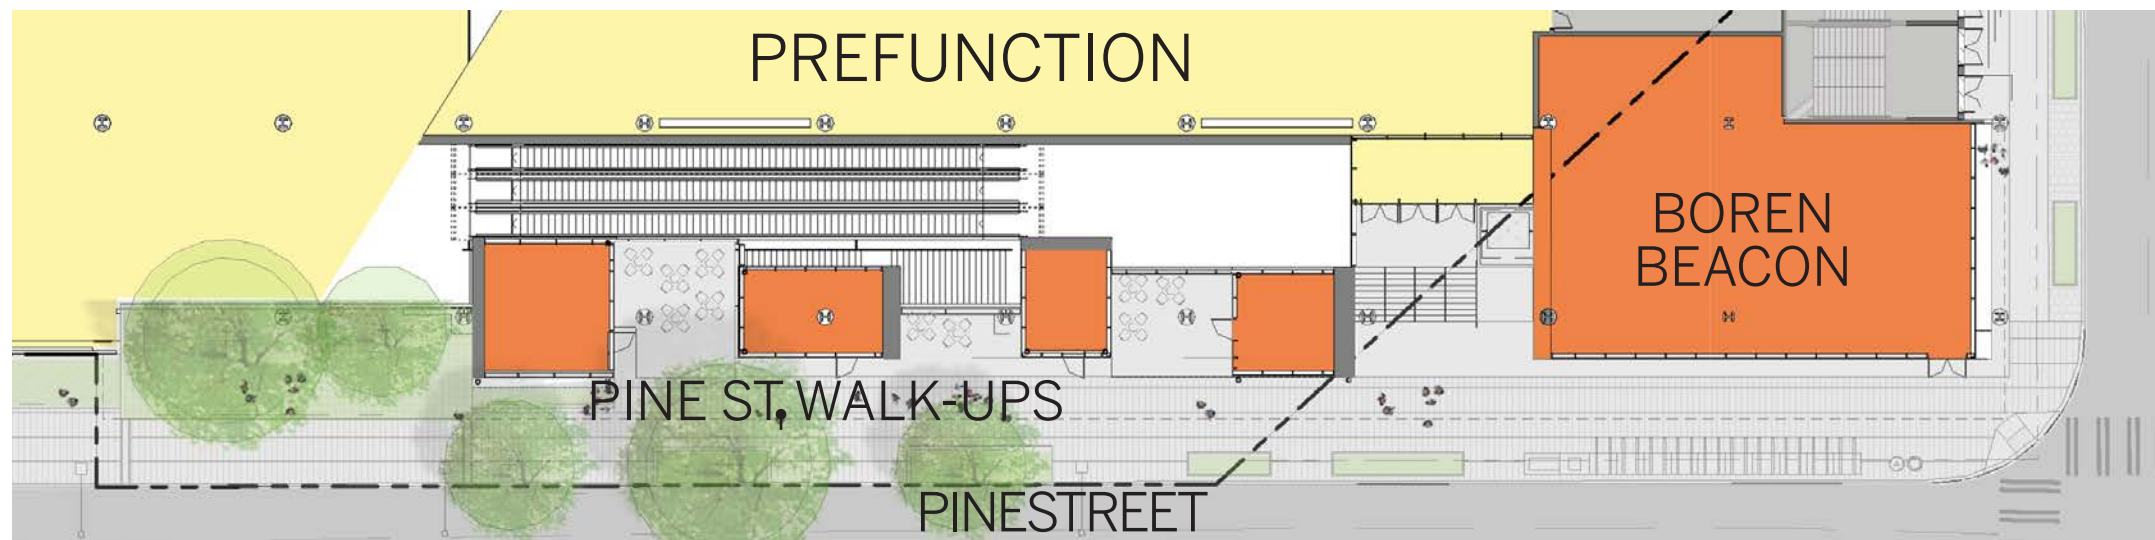 PREFUNCTION
BOREN
BEACON
PINE ST. WALK-UPS
PINESTREET